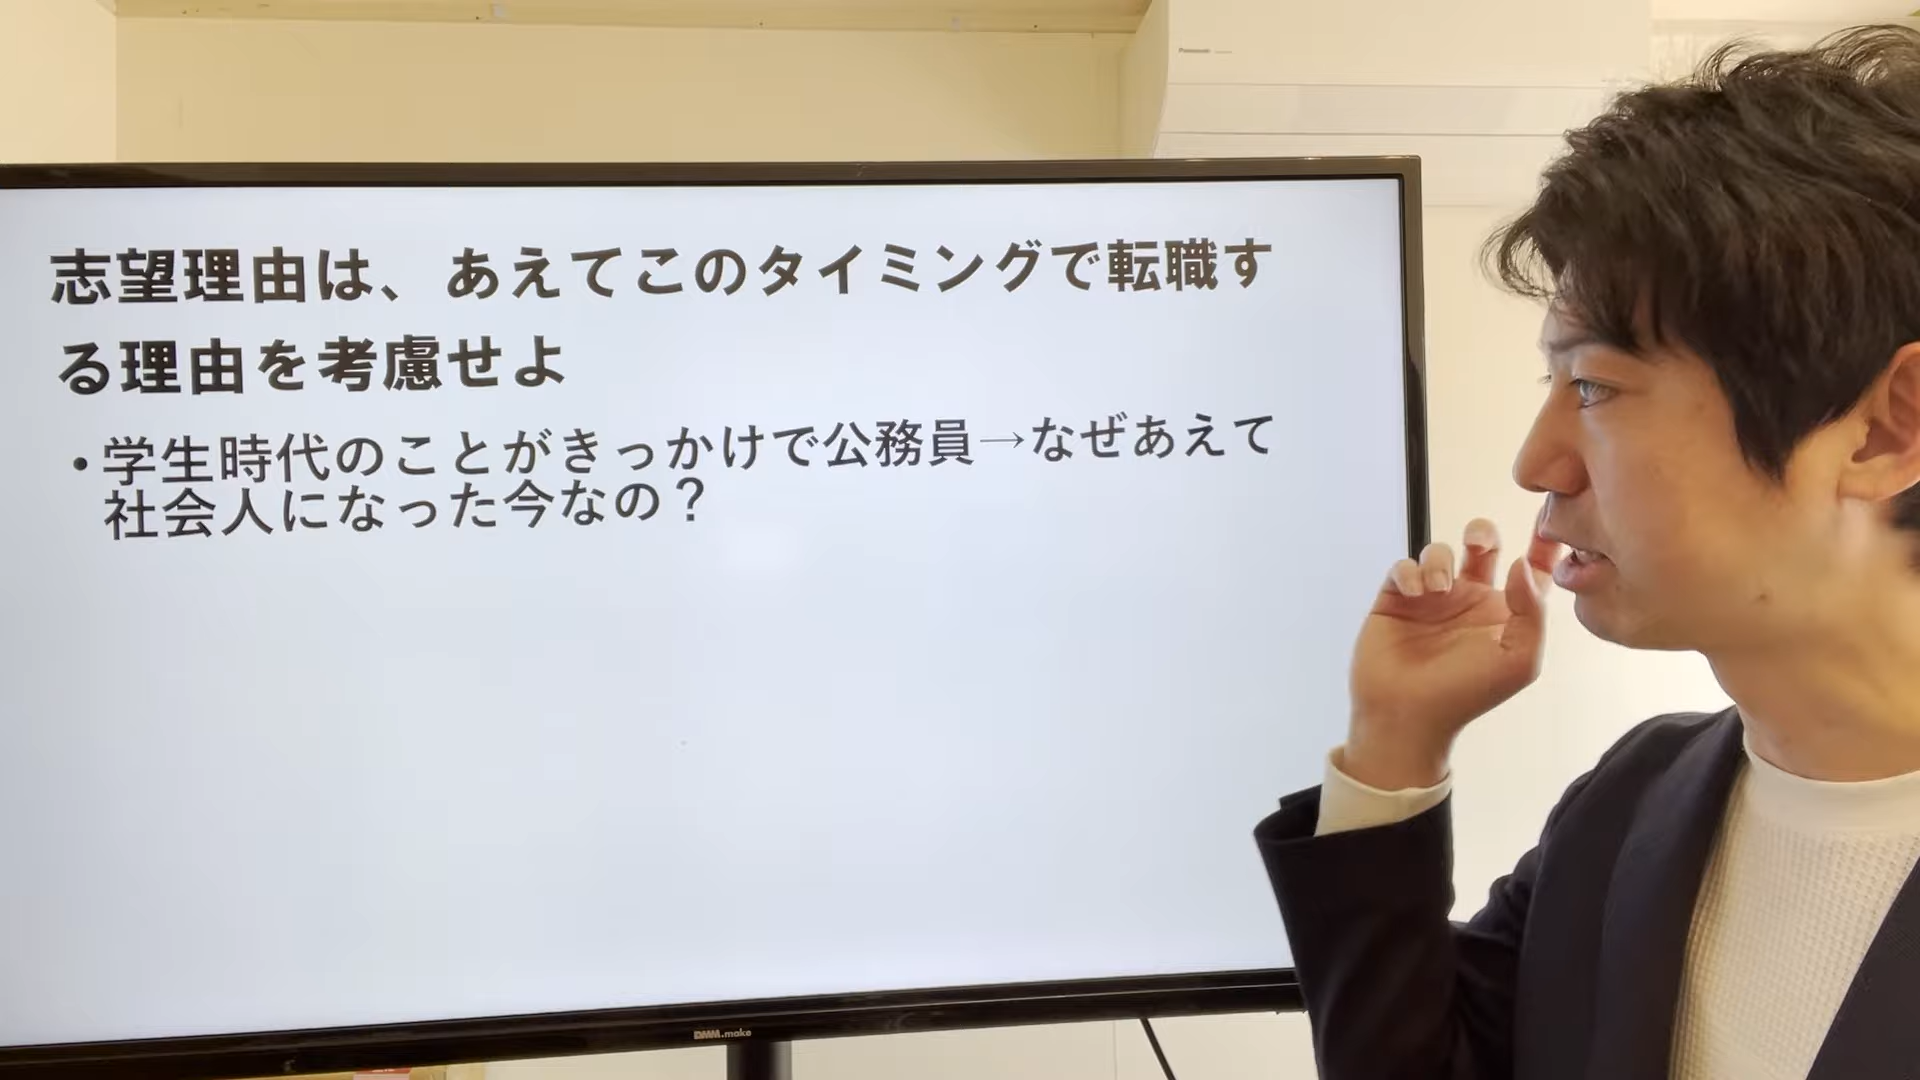 Panasonic
志望理由は、あえてこのタイミングで転職す
る理由を考慮せよ
•学生時代のことがきっかけで公務員→なぜあえて
社会人になった今なの？
DMM.make